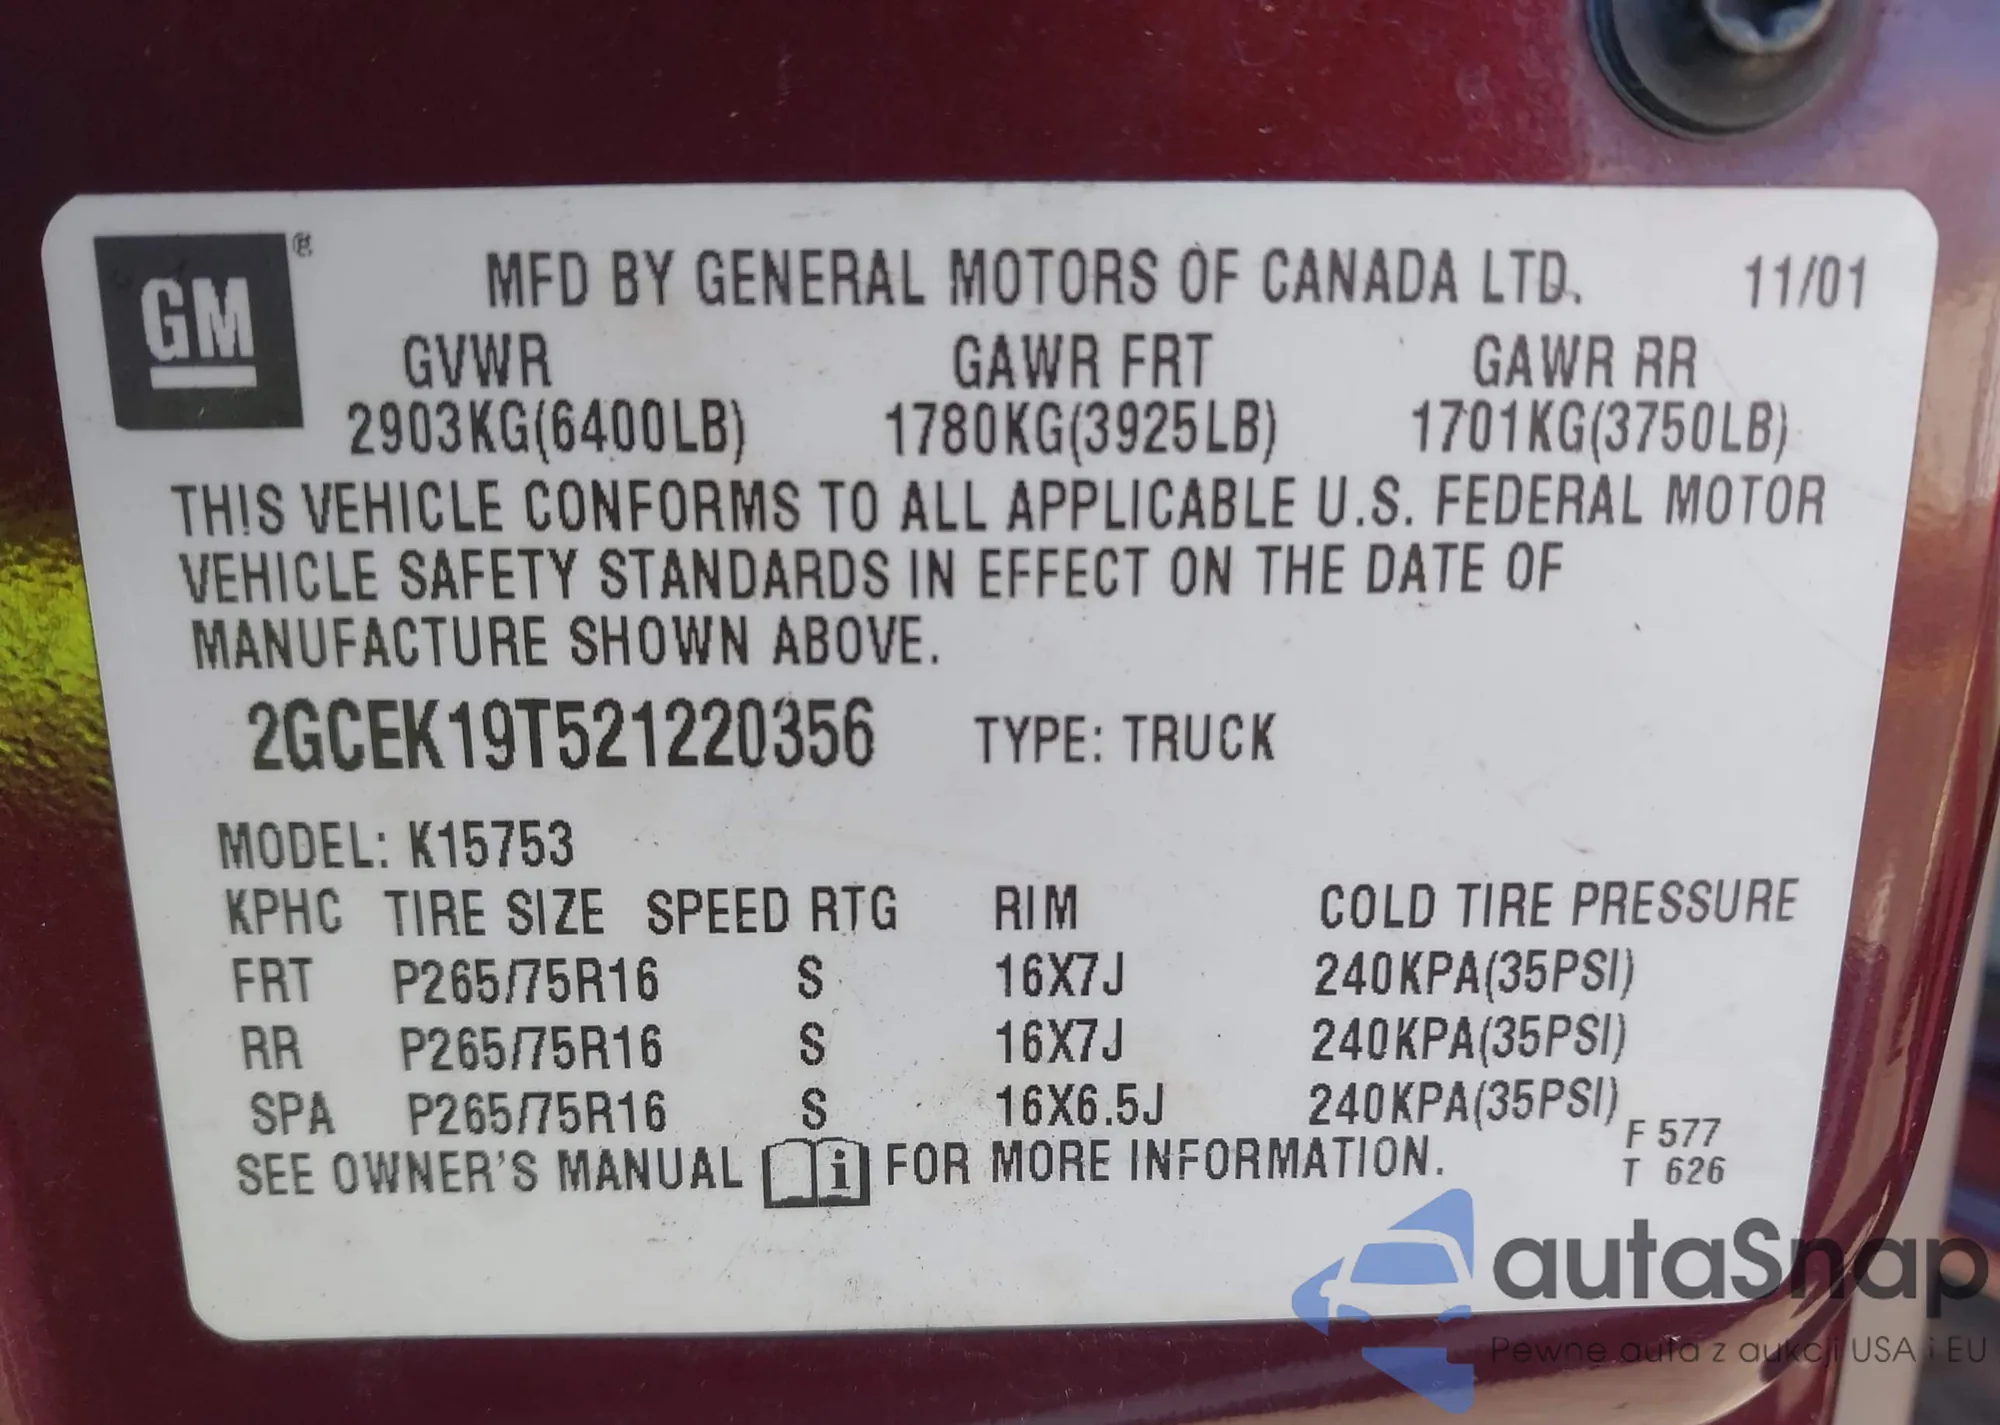 GM ®
MFD BY GENERAL MOTORS OF CANADA LTD. 11/01
GVWR GAWR FRT GAWR RR
2903KG(6400LB) 1780KG(3925LB) 1701KG(3750LB)
THIS VEHICLE CONFORMS TO ALL APPLICABLE U.S. FEDERAL MOTOR
VEHICLE SAFETY STANDARDS IN EFFECT ON THE DATE OF
MANUFACTURE SHOWN ABOVE.
2GCEK19T521220356 TYPE: TRUCK
MODEL: K15753
KPHC TIRE SIZE SPEED RTG RIM COLD TIRE PRESSURE
FRT P265/75R16 S 16X7J 240KPA(35PSI)
RR P265/75R16 S 16X7J 240KPA(35PSI)
SPA P265/75R16 S 16X6.5J 240KPA(35PSI)
SEE OWNER'S MANUAL i FOR MORE INFORMATION.
F 577
T 626
autaSnap
Pewne auta z aukcji USA i EU